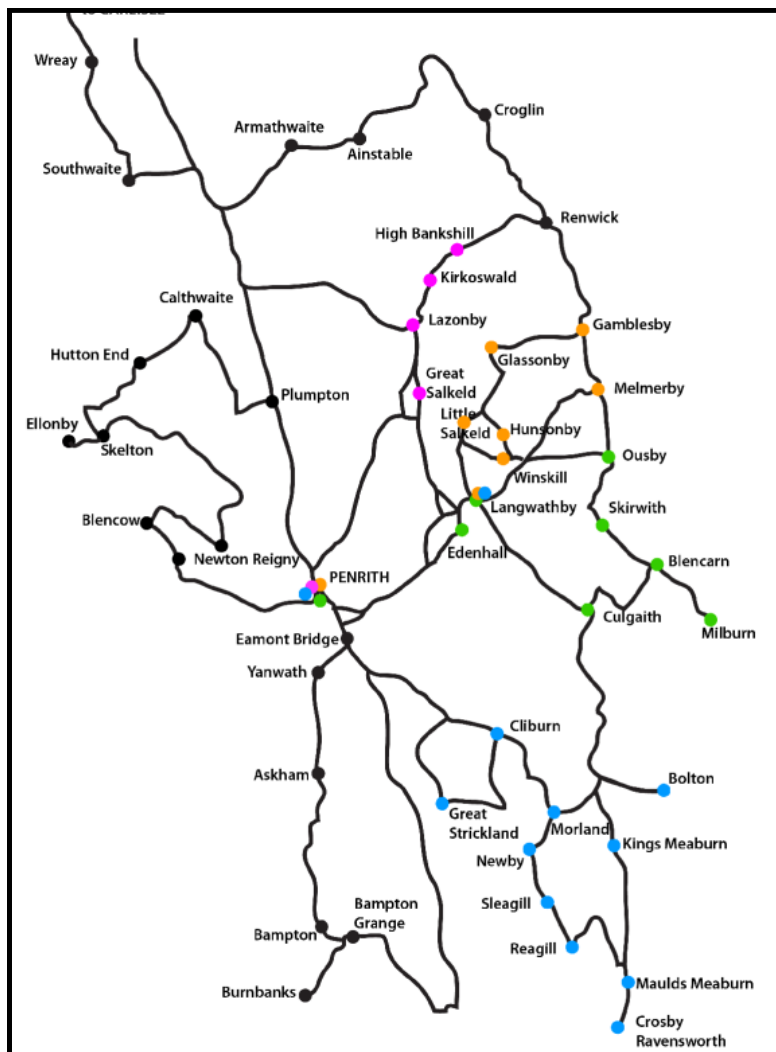 Wreay
Croglin
Armathwaite
Ainstable
Southwaite
Renwick
High Bankshill
Kirkoswald
Calthwaite
Lazonby
Gamblesby
Hutton End
Glassonby
Great
Salkeld
Melmerby
Plumpton
Little
Salkeld
Ellonby
Skelton
Hunsonby
Ousby
Winskill
Langwathby
Skirwith
Blencow
Newton Reigny
Edenhall
Blencarn
PENRITH
Culgaith
Milburn
Eamont Bridge
Yanwath
Cliburn
Askham
Bolton
Great
Strickland
Morland
Kings Meaburn
Newby
Sleagill
Bampton
Grange
Bampton
Reagill
Burnbanks
Maulds Meaburn
Crosby
Ravensworth